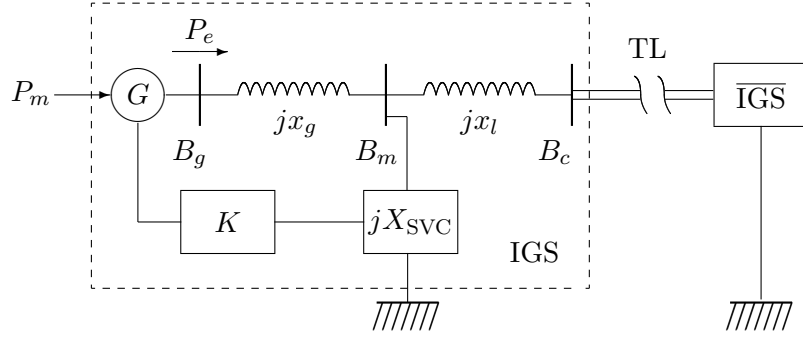 P_e
TL
P_m
G
IGS
jx_g
jx_l
B_g
B_m
B_c
K
jX_SVC
IGS